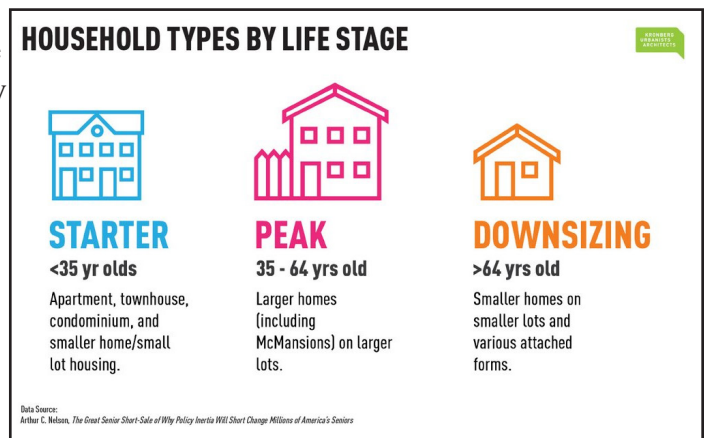 HOUSEHOLD TYPES BY LIFE STAGE
KRONBERG
URBANISTS
ARCHITECTS
STARTER
<35 yr olds
Apartment, townhouse,
condominium, and
smaller home/small
lot housing.
PEAK
35 - 64 yrs old
Larger homes
(including
McMansions) on larger
lots.
DOWNSIZING
>64 yrs old
Smaller homes on
smaller lots and
various attached
forms.
Data Source:
Arthur C. Nelson, The Great Senior Short-Sale of Why Policy Inertia Will Short Change Millions of America's Seniors